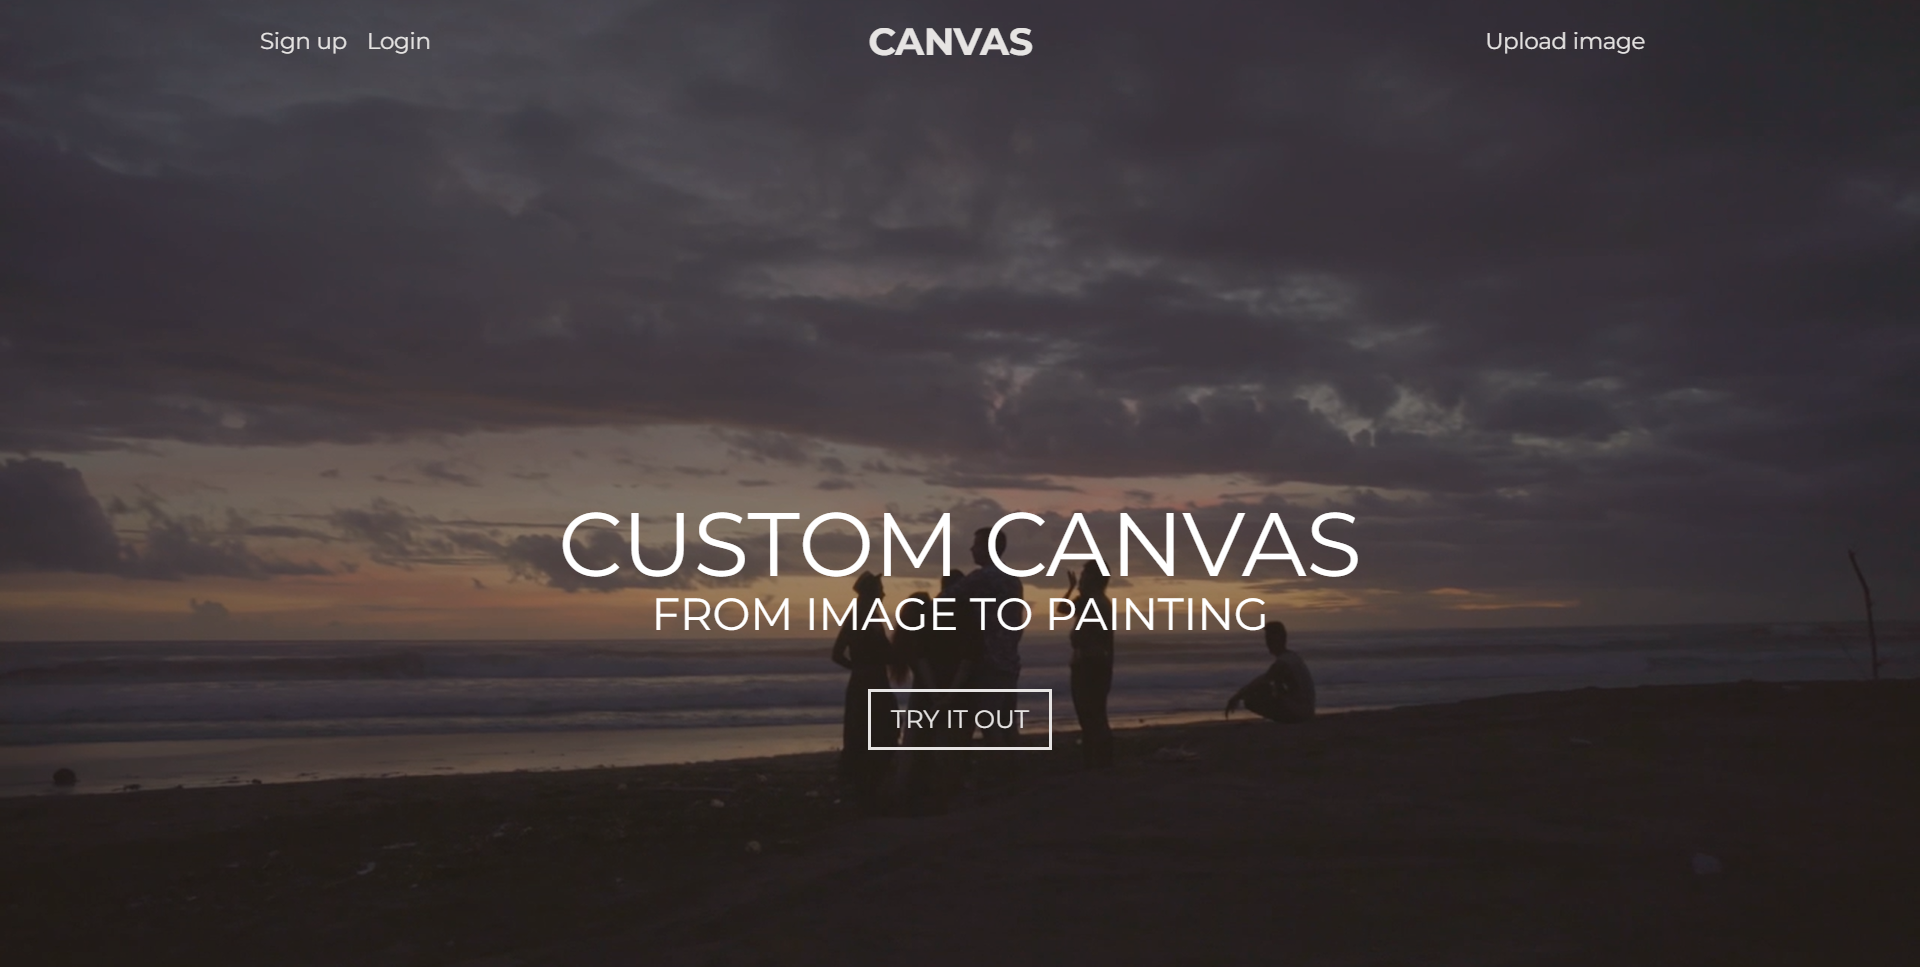 Sign up Login CANVAS Upload image
CUSTOM CANVAS
FROM IMAGE TO PAINTING
TRY IT OUT